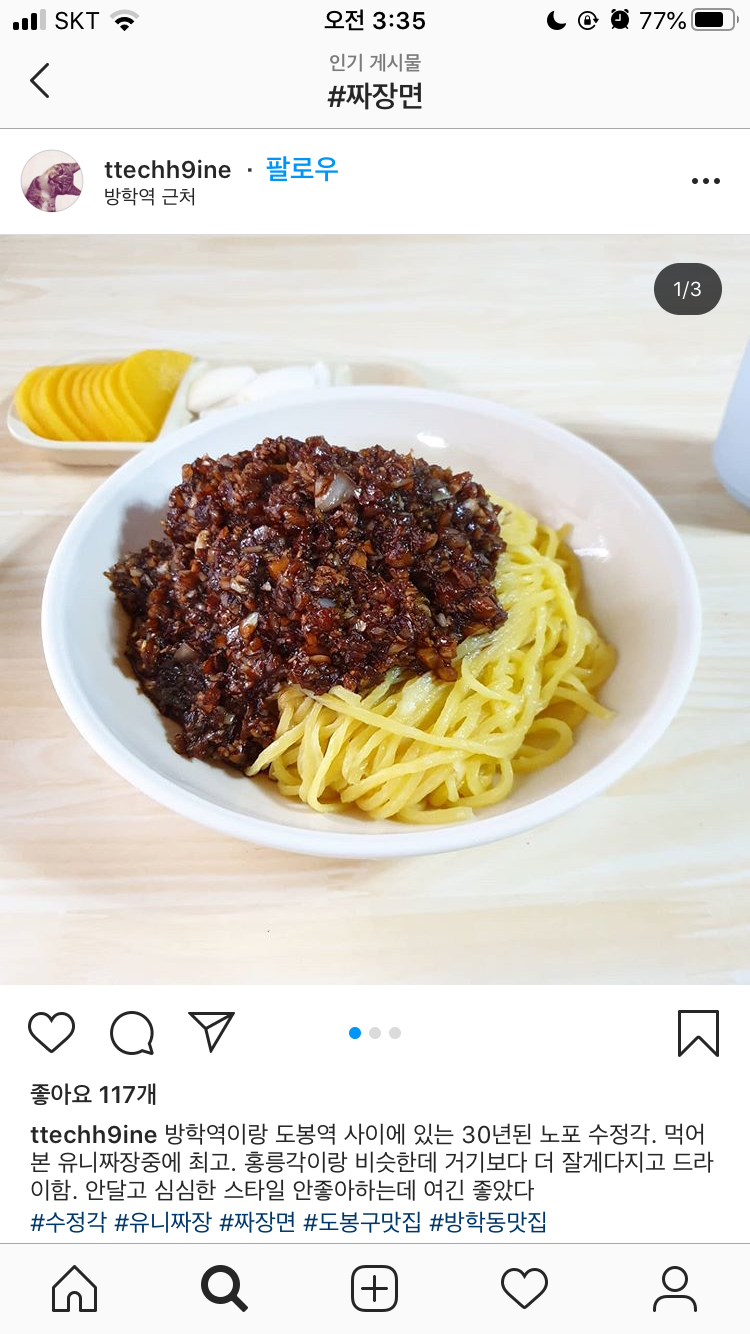 SKT 오전 3:35 77%
인기 게시물
#짜장면
ttechh9ine · 팔로우
방학역 근처
1/3
좋아요 117개
ttechh9ine 방학역이랑 도봉역 사이에 있는 30년된 노포 수정각. 먹어
본 유니짜장중에 최고. 홍릉각이랑 비슷한데 거기보다 더 잘게다지고 드라
이함. 안달고 심심한 스타일 안좋아하는데 여긴 좋았다
#수정각 #유니짜장 #짜장면 #도봉구맛집 #방학동맛집